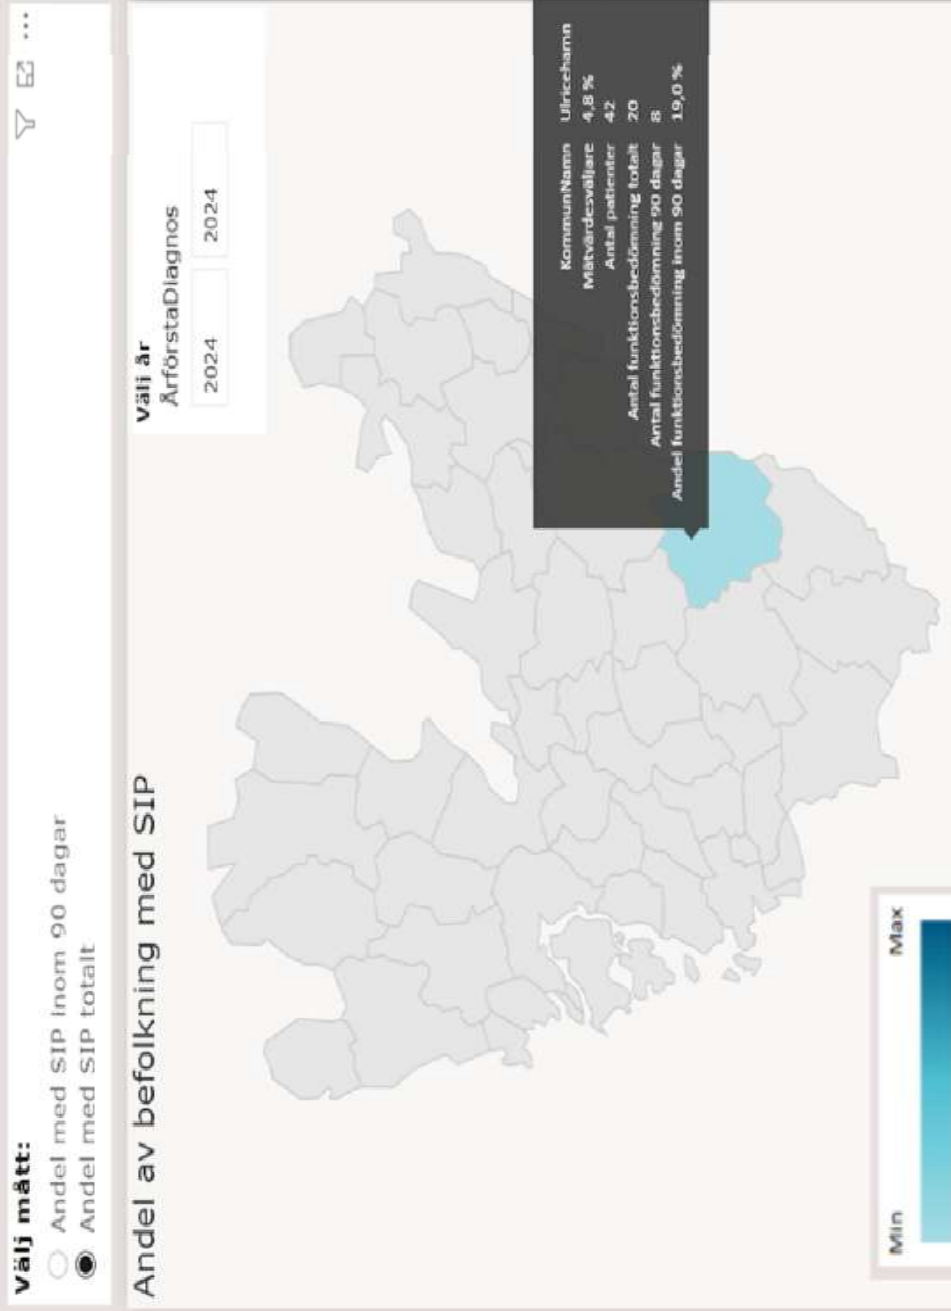 Välj mått:
Andel med SIP inom 90 dagar
Andel med SIP totalt
Andel av befolkning med SIP
Välj år
ÅrförstaDiagnos
2024 2024
KommunNamn Ulricehamn
Mätvärdesväljare 4,8 %
Antal patienter 42
Antal funktionsbedömning totalt 20
Antal funktionsbedömning 90 dagar 8
Andel funktionsbedömning inom 90 dagar 19,0 %
Min Max